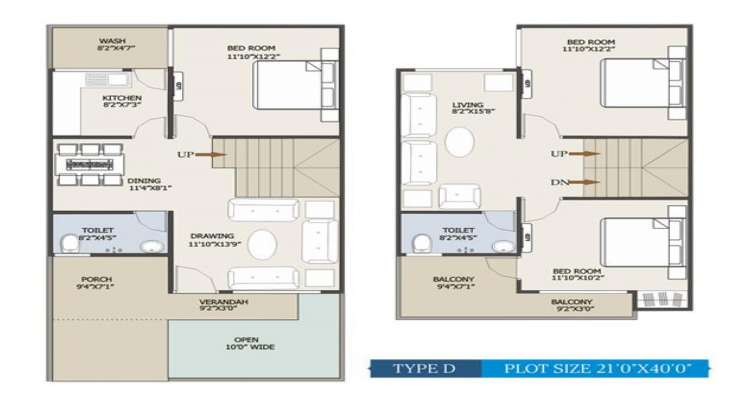 WASH
8'2"X4'7"
BED ROOM
11'10"X12'2"
KITCHEN
8'2"X7'3"
UP
DINING
11'4"X8'1"
TOILET
8'2"X4'5"
DRAWING
11'10"X13'9"
PORCH
9'4"X7'1"
VERANDAH
9'2"X3'0"
OPEN
10'0" WIDE
BED ROOM
11'10"X12'2"
LIVING
8'2"X15'8"
UP
DN
TOILET
8'2"X4'5"
BED ROOM
11'10"X10'2"
BALCONY
9'4"X7'1"
BALCONY
9'2"X3'0"
TYPE D
PLOT SIZE 21'0"X40'0"